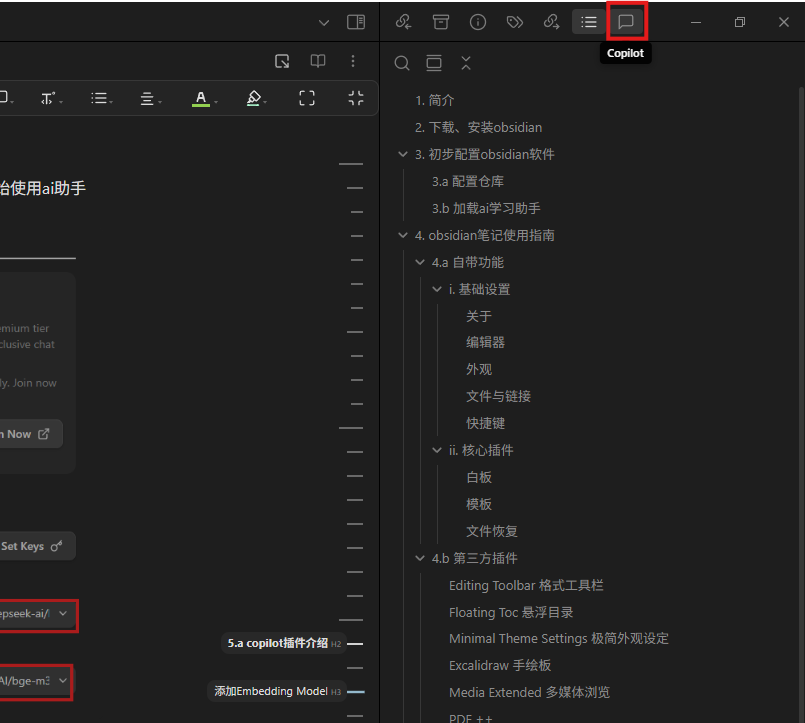 Copilot
始使用ai助手
emium tier
clusive chat
ly. Join now
n Now
Set Keys
epseek-ai/
AI/bge-m3
5.a copilot插件介绍 H2
添加Embedding Model H3
1. 简介
2. 下载、安装obsidian
3. 初步配置obsidian软件
3.a 配置仓库
3.b 加载ai学习助手
4. obsidian笔记使用指南
4.a 自带功能
i. 基础设置
关于
编辑器
外观
文件与链接
快捷键
ii. 核心插件
白板
模板
文件恢复
4.b 第三方插件
Editing Toolbar 格式工具栏
Floating Toc 悬浮目录
Minimal Theme Settings 极简外观设定
Excalidraw 手绘板
Media Extended 多媒体浏览
PDF ++